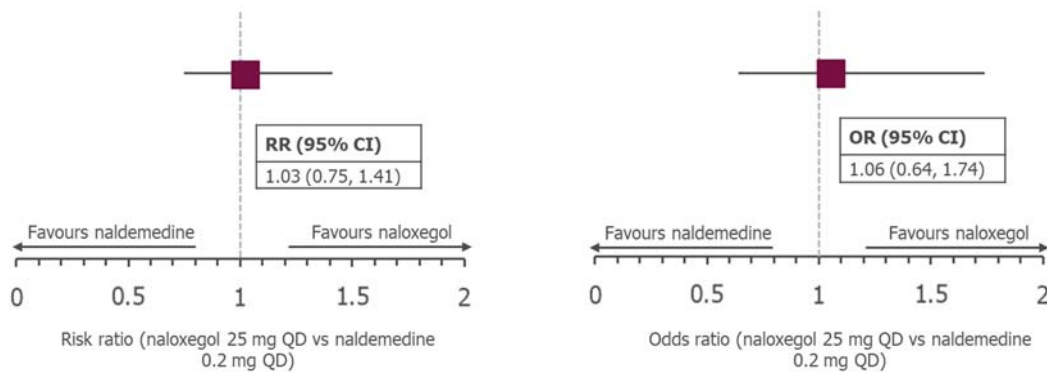 RR (95% CI)
1.03 (0.75, 1.41)
Favours naldemedine
Favours naloxegol
0
0.5
1
1.5
2
Risk ratio (naloxegol 25 mg QD vs naldemedine
0.2 mg QD)
OR (95% CI)
1.06 (0.64, 1.74)
Favours naldemedine
Favours naloxegol
0
0.5
1
1.5
2
Odds ratio (naloxegol 25 mg QD vs naldemedine
0.2 mg QD)